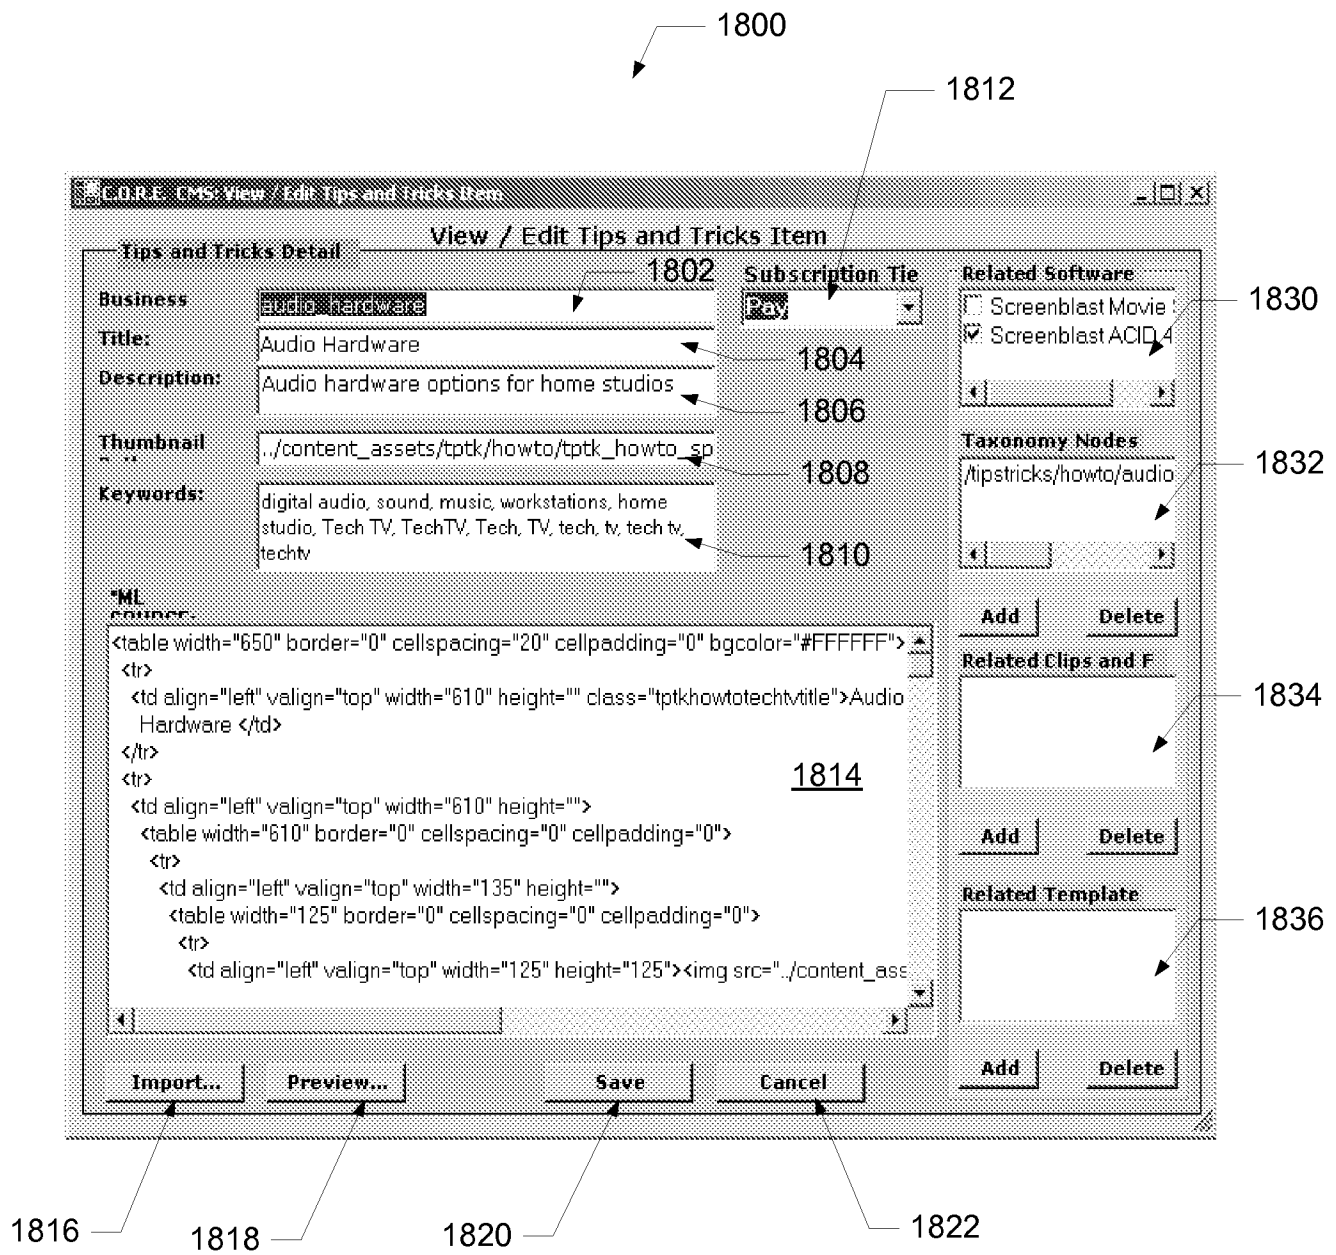 1800
1812
C.O.R.E. CMS: View / Edit Tips and Tricks Item
View / Edit Tips and Tricks Item
Tips and Tricks Detail
1802
Subscription Tie
Related Software
Business
audio_hardware
Pay
Screenblast Movie
1830
Title:
Audio Hardware
1804
Screenblast ACID 4
Description:
Audio hardware options for home studios
1806
Thumbnail
../content_assets/tptk/howto/tptk_howto_sp
1808
Taxonomy Nodes
1832
/tipstricks/howto/audio
Keywords:
digital audio, sound, music, workstations, home
studio, Tech TV, TechTV, Tech, TV, tech, tv, tech tv,
techtv
1810
*ML
SOURCE:
Add
Delete
<table width="650" border="0" cellspacing="20" cellpadding="0" bgcolor="#FFFFFF">
<tr>
<td align="left" valign="top" width="610" height="" class="tptkhowtotechtvtitle">Audio
Hardware </td>
</tr>
<tr>
<td align="left" valign="top" width="610" height="">
<table width="610" border="0" cellspacing="0" cellpadding="0">
<tr>
<td align="left" valign="top" width="135" height="">
<table width="125" border="0" cellspacing="0" cellpadding="0">
<tr>
<td align="left" valign="top" width="125" height="125"><img src="../content_ass
1814
Related Clips and F
1834
Add
Delete
Related Template
1836
Add
Delete
Import...
Preview...
Save
Cancel
1816
1818
1820
1822